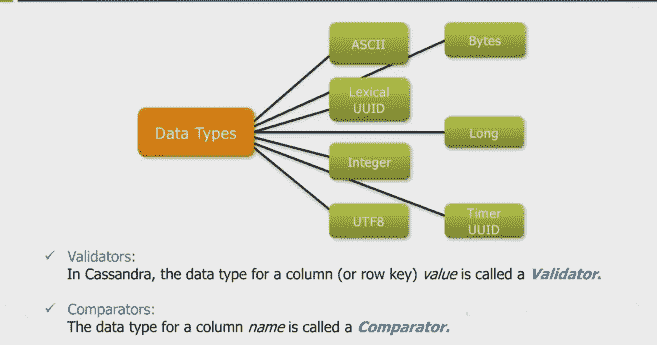 ASCII
Bytes
Lexical
UUID
Data Types
Long
Integer
UTF8
Timer
UUID
✓ Validators:
In Cassandra, the data type for a column (or row key) value is called a Validator.
✓ Comparators:
The data type for a column name is called a Comparator.